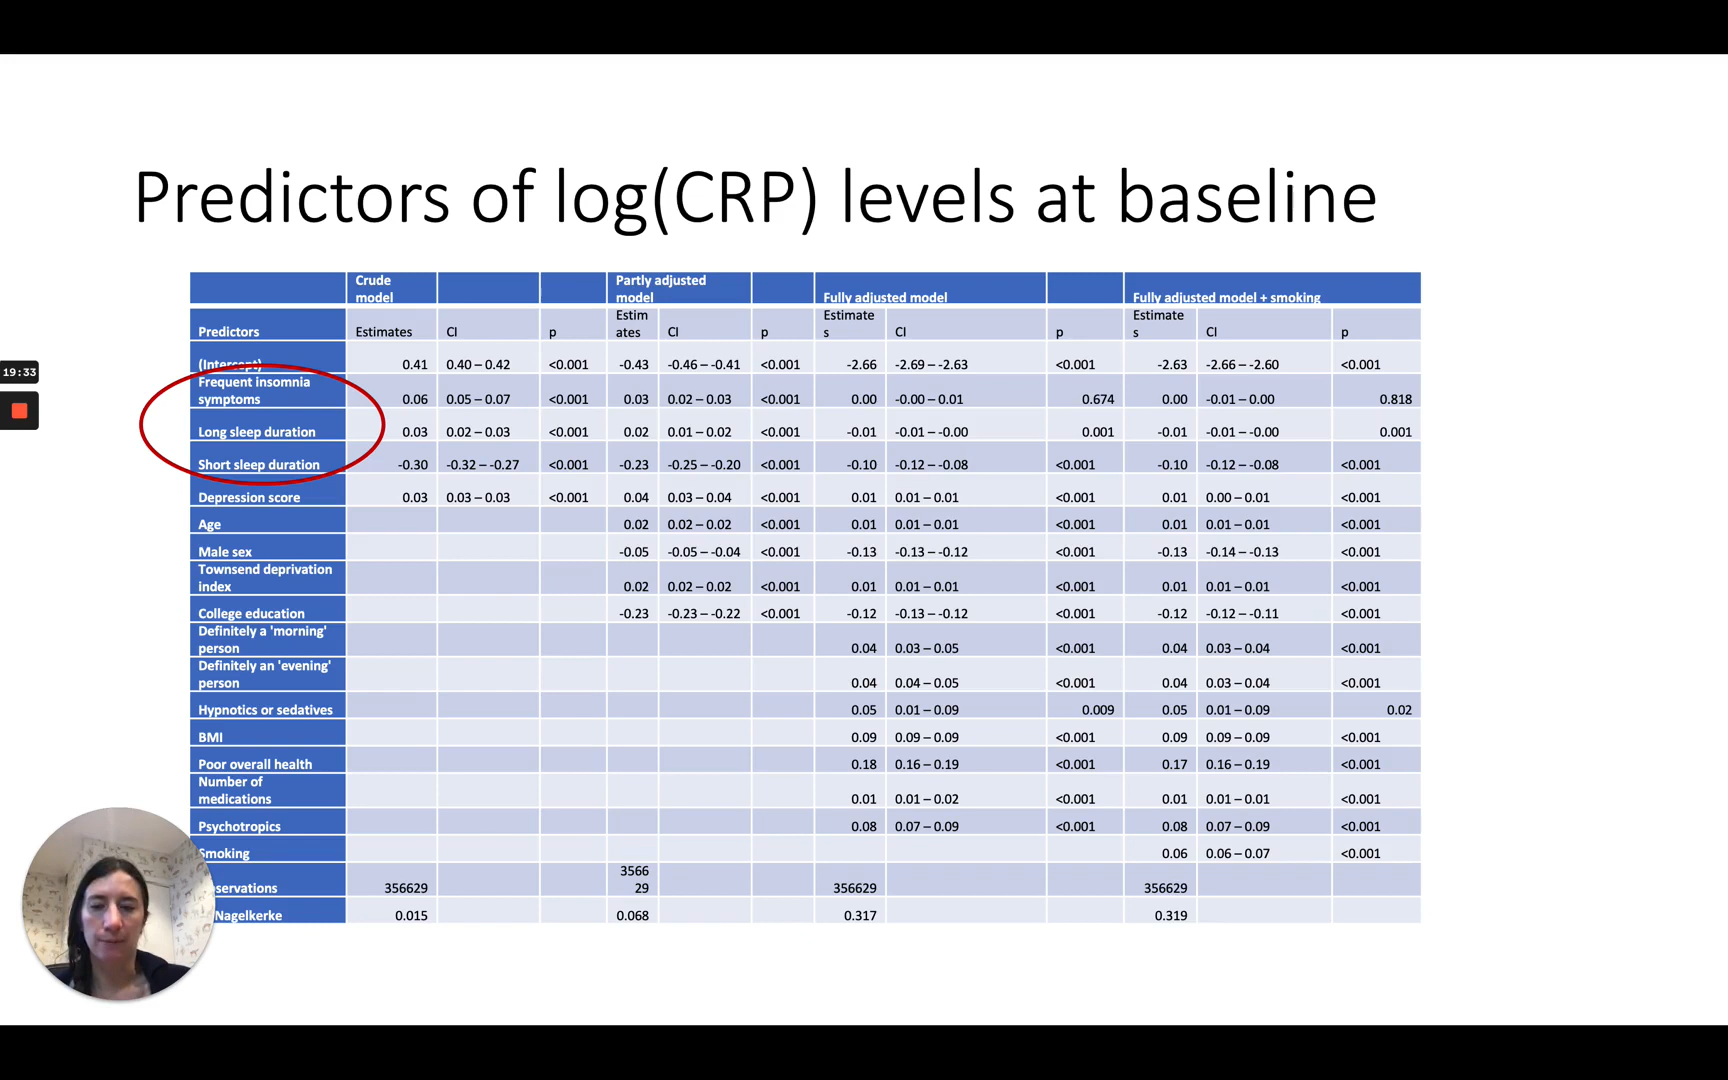 Predictors of log(CRP) levels at baseline
Crude model Partly adjusted model Fully adjusted model Fully adjusted model + smoking
Predictors Estimates CI p Estimates CI p Estimates CI p Estimates CI p
(Intercept) 0.41 0.40 – 0.42 <0.001 -0.43 -0.46 – -0.41 <0.001 -2.66 -2.69 – -2.63 <0.001 -2.63 -2.66 – -2.60 <0.001
Frequent insomnia symptoms 0.06 0.05 – 0.07 <0.001 0.03 0.02 – 0.03 <0.001 0.00 -0.00 – 0.01 0.674 0.00 -0.01 – 0.00 0.818
Long sleep duration 0.03 0.02 – 0.03 <0.001 0.02 0.01 – 0.02 <0.001 -0.01 -0.01 – -0.00 0.001 -0.01 -0.01 – -0.00 0.001
Short sleep duration -0.30 -0.32 – -0.27 <0.001 -0.23 -0.25 – -0.20 <0.001 -0.10 -0.12 – -0.08 <0.001 -0.10 -0.12 – -0.08 <0.001
Depression score 0.03 0.03 – 0.03 <0.001 0.04 0.03 – 0.04 <0.001 0.01 0.01 – 0.01 <0.001 0.01 0.00 – 0.01 <0.001
Age 0.02 0.02 – 0.02 <0.001 0.01 0.01 – 0.01 <0.001 0.01 0.01 – 0.01 <0.001
Male sex -0.05 -0.05 – -0.04 <0.001 -0.13 -0.13 – -0.12 <0.001 -0.13 -0.14 – -0.13 <0.001
Townsend deprivation index 0.02 0.02 – 0.02 <0.001 0.01 0.01 – 0.01 <0.001 0.01 0.01 – 0.01 <0.001
College education -0.23 -0.23 – -0.22 <0.001 -0.12 -0.13 – -0.12 <0.001 -0.12 -0.12 – -0.11 <0.001
Definitely a 'morning' person 0.04 0.03 – 0.05 <0.001 0.04 0.03 – 0.04 <0.001
Definitely an 'evening' person 0.04 0.04 – 0.05 <0.001 0.04 0.03 – 0.04 <0.001
Hypnotics or sedatives 0.05 0.01 – 0.09 0.009 0.05 0.01 – 0.09 0.02
BMI 0.09 0.09 – 0.09 <0.001 0.09 0.09 – 0.09 <0.001
Poor overall health 0.18 0.16 – 0.19 <0.001 0.17 0.16 – 0.19 <0.001
Number of medications 0.01 0.01 – 0.02 <0.001 0.01 0.01 – 0.01 <0.001
Psychotropics 0.08 0.07 – 0.09 <0.001 0.08 0.07 – 0.09 <0.001
Smoking 0.06 0.06 – 0.07 <0.001
servations 356629 356629 356629 356629
Nagelkerke 0.015 0.068 0.317 0.319
19:33